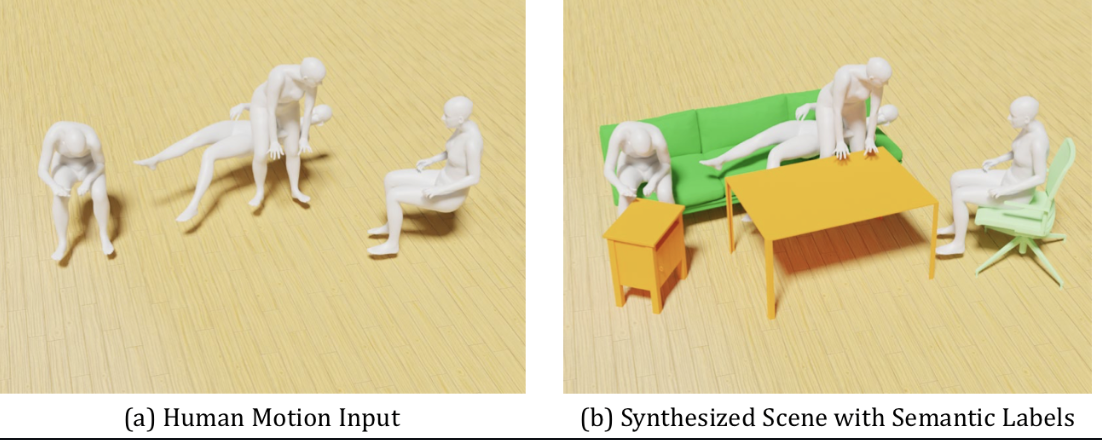 (a) Human Motion Input
(b) Synthesized Scene with Semantic Labels